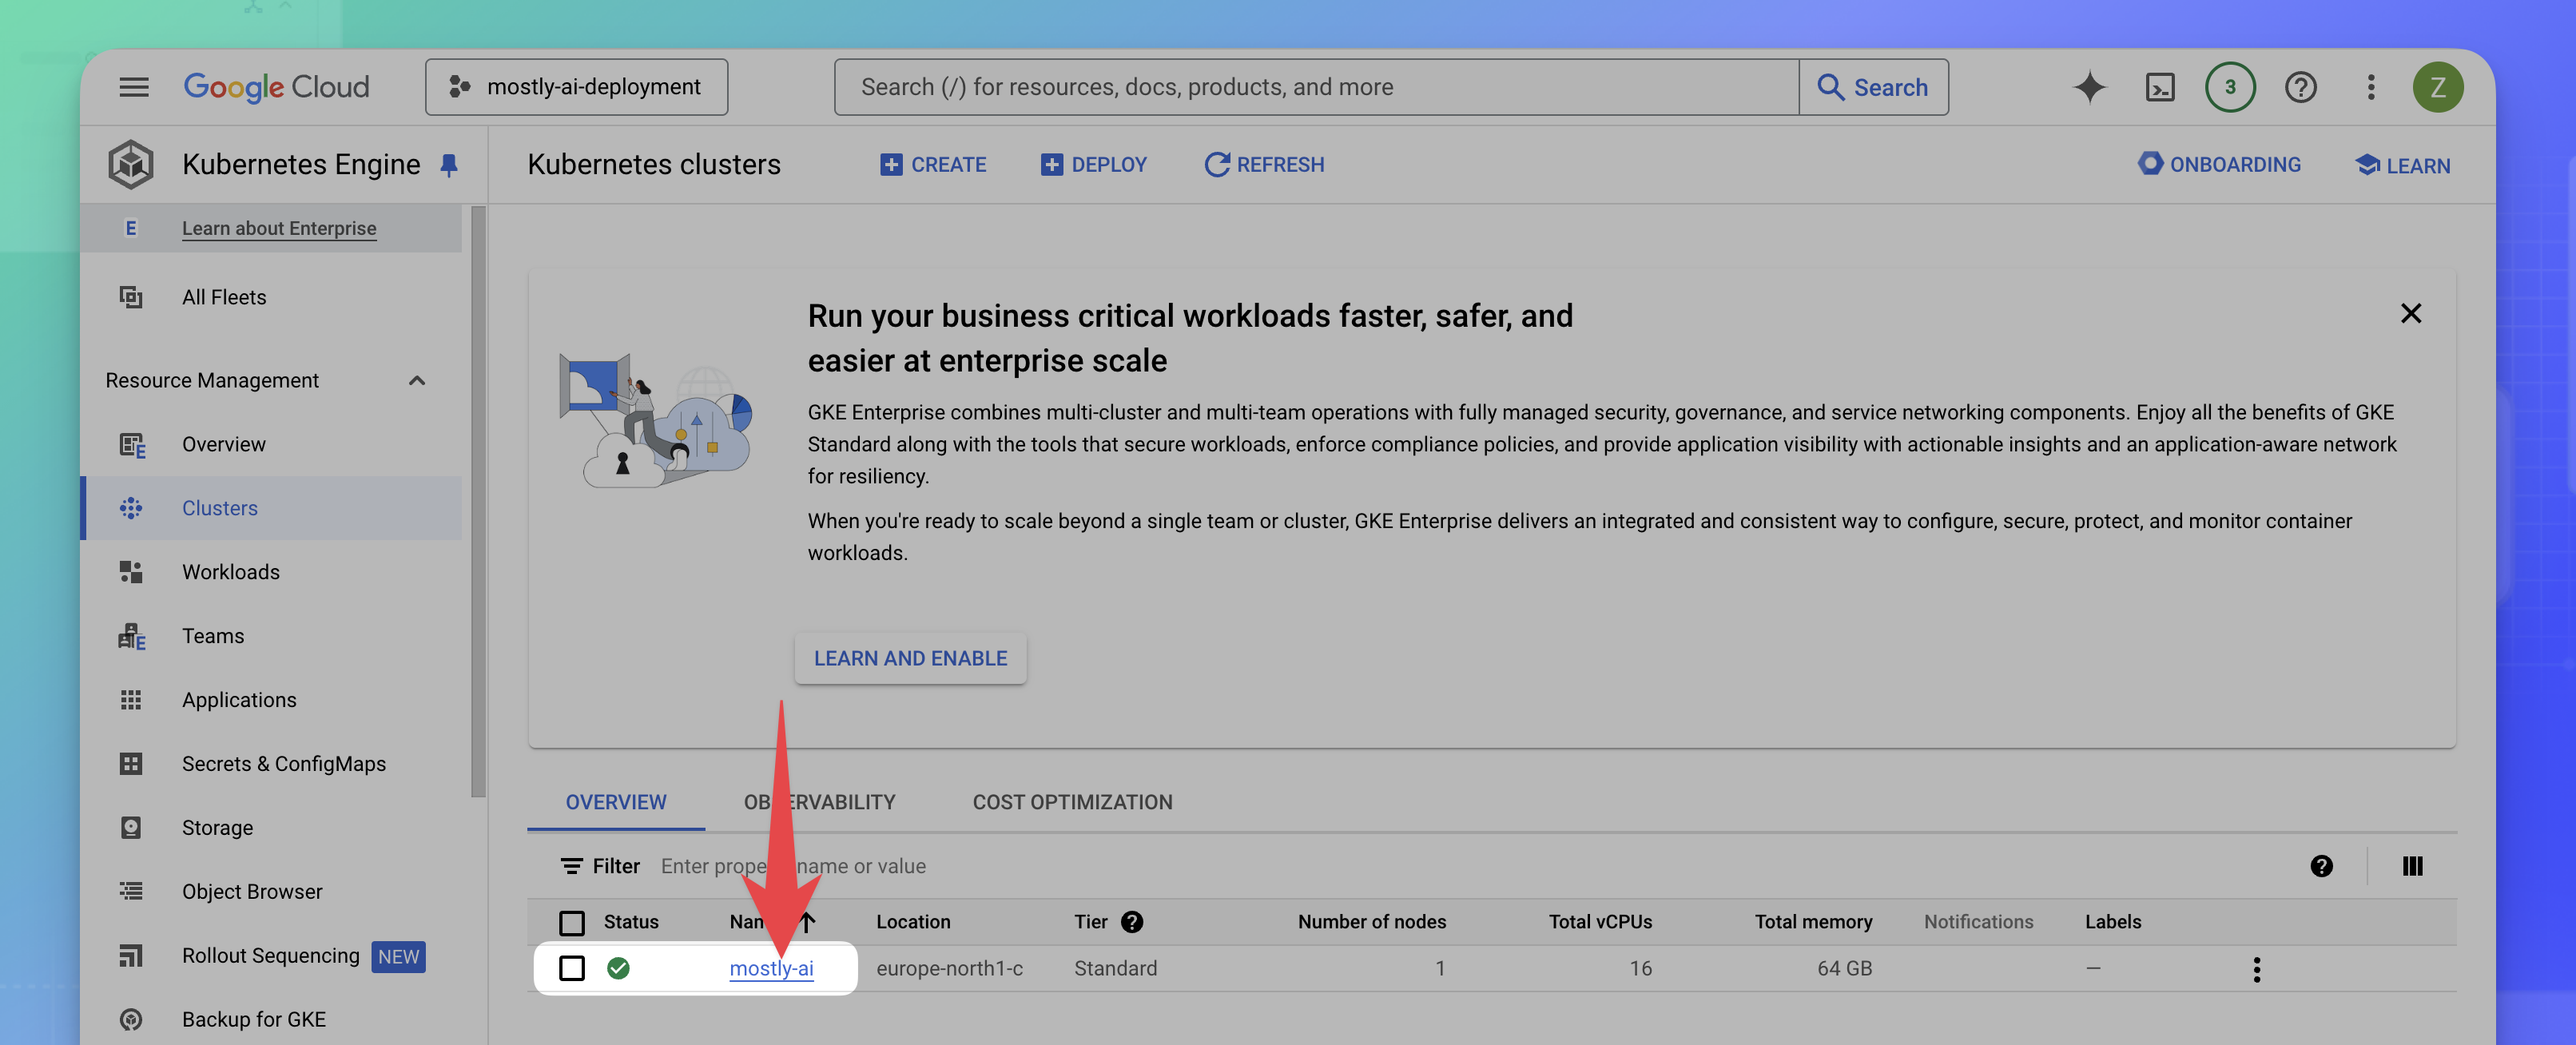 Google Cloud
mostly-ai-deployment
Search (/) for resources, docs, products, and more
Search
3
Z
Kubernetes Engine
Kubernetes clusters
CREATE
DEPLOY
REFRESH
ONBOARDING
LEARN
E Learn about Enterprise
All Fleets
Resource Management
E Overview
Clusters
Workloads
E Teams
Applications
Secrets & ConfigMaps
Storage
Object Browser
Rollout Sequencing NEW
Backup for GKE
Run your business critical workloads faster, safer, and
easier at enterprise scale
GKE Enterprise combines multi-cluster and multi-team operations with fully managed security, governance, and service networking components. Enjoy all the benefits of GKE
Standard along with the tools that secure workloads, enforce compliance policies, and provide application visibility with actionable insights and an application-aware network
for resiliency.
When you're ready to scale beyond a single team or cluster, GKE Enterprise delivers an integrated and consistent way to configure, secure, protect, and monitor container
workloads.
LEARN AND ENABLE
OVERVIEW
OBSERVABILITY
COST OPTIMIZATION
Filter Enter property name or value
Status Name Location Tier Number of nodes Total vCPUs Total memory Notifications Labels
mostly-ai europe-north1-c Standard 1 16 64 GB —